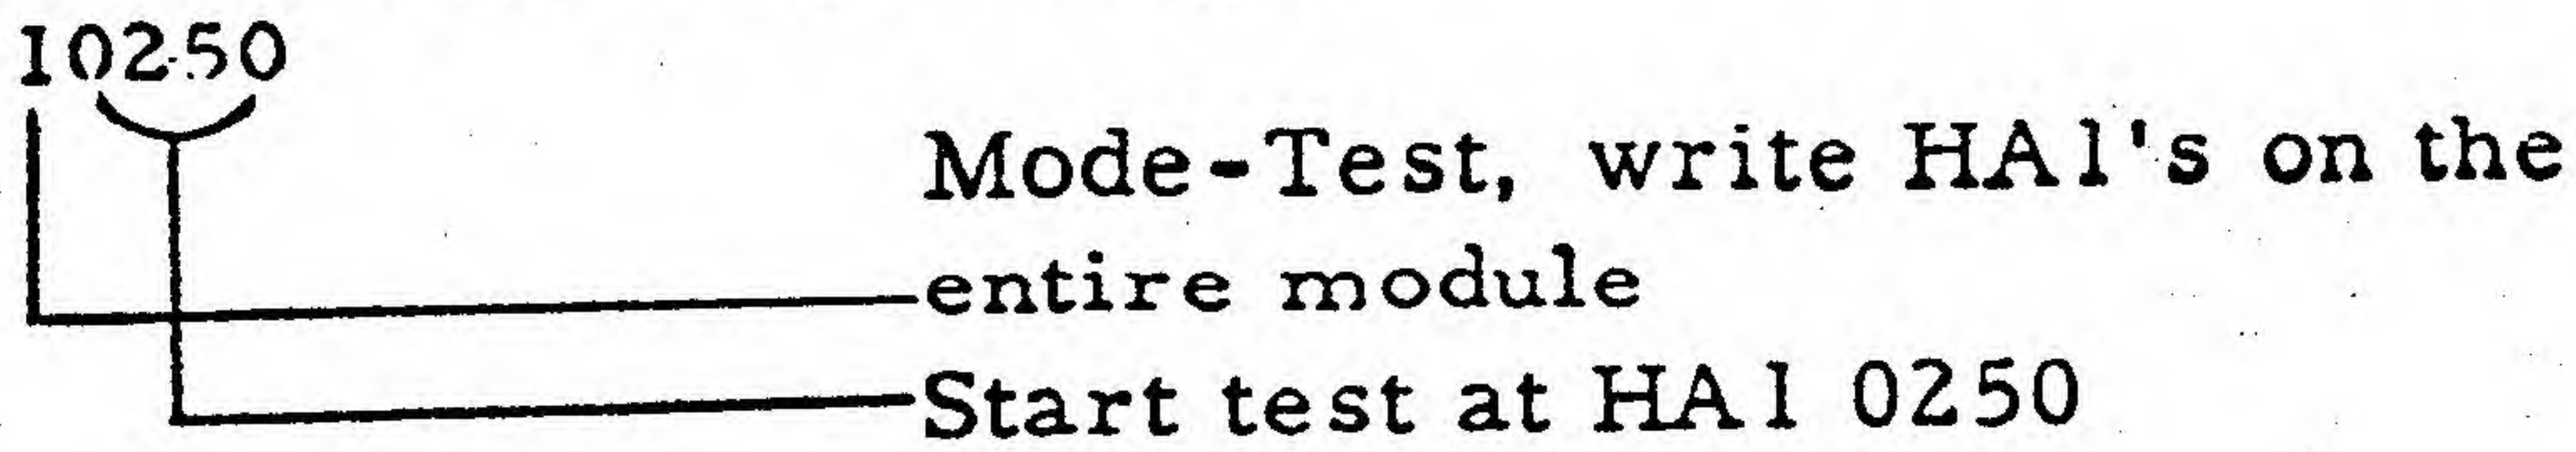 10250
Mode-Test, write HA1's on the
entire module
Start test at HA1 0250